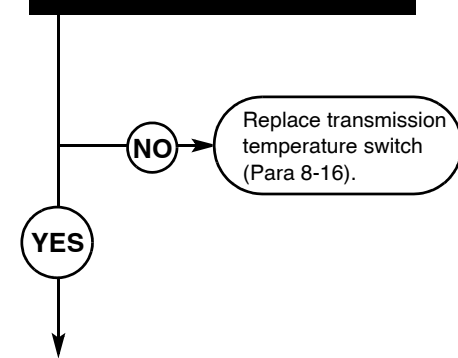 NO
Replace transmission
temperature switch
(Para 8-16).
YES